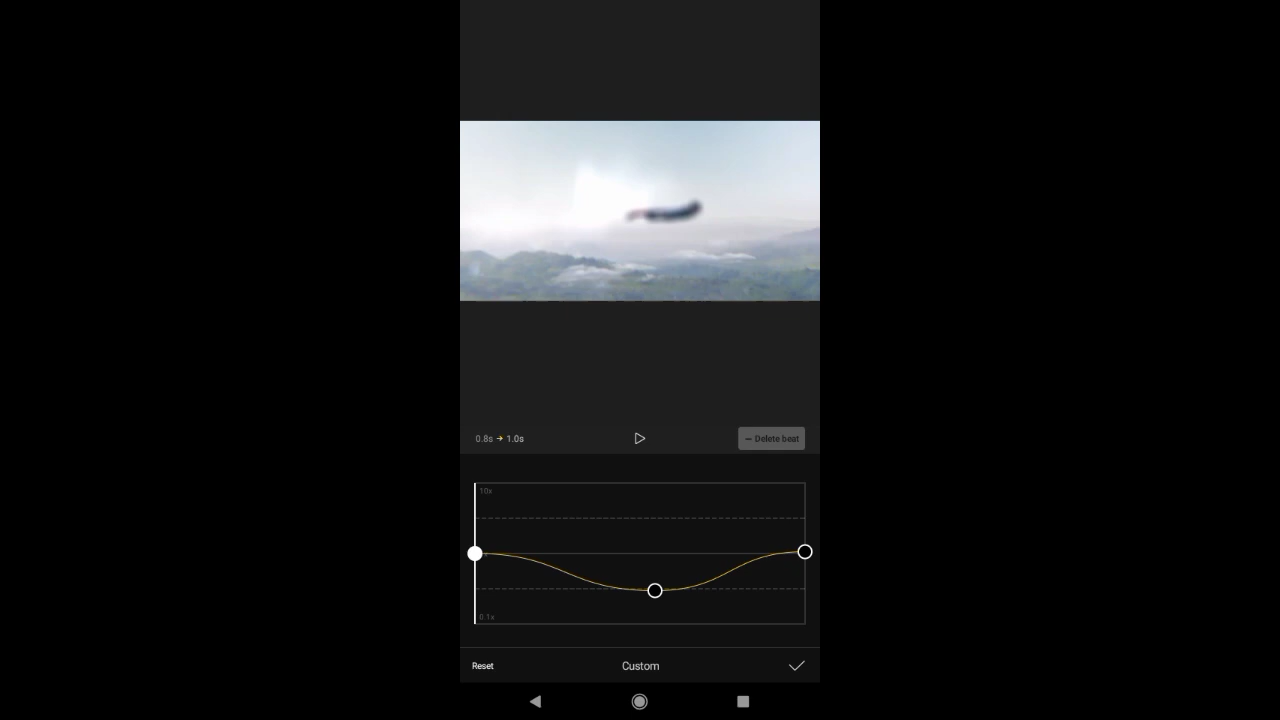 0.8s → 1.0s
– Delete beat
10x
0.1x
Reset
Custom